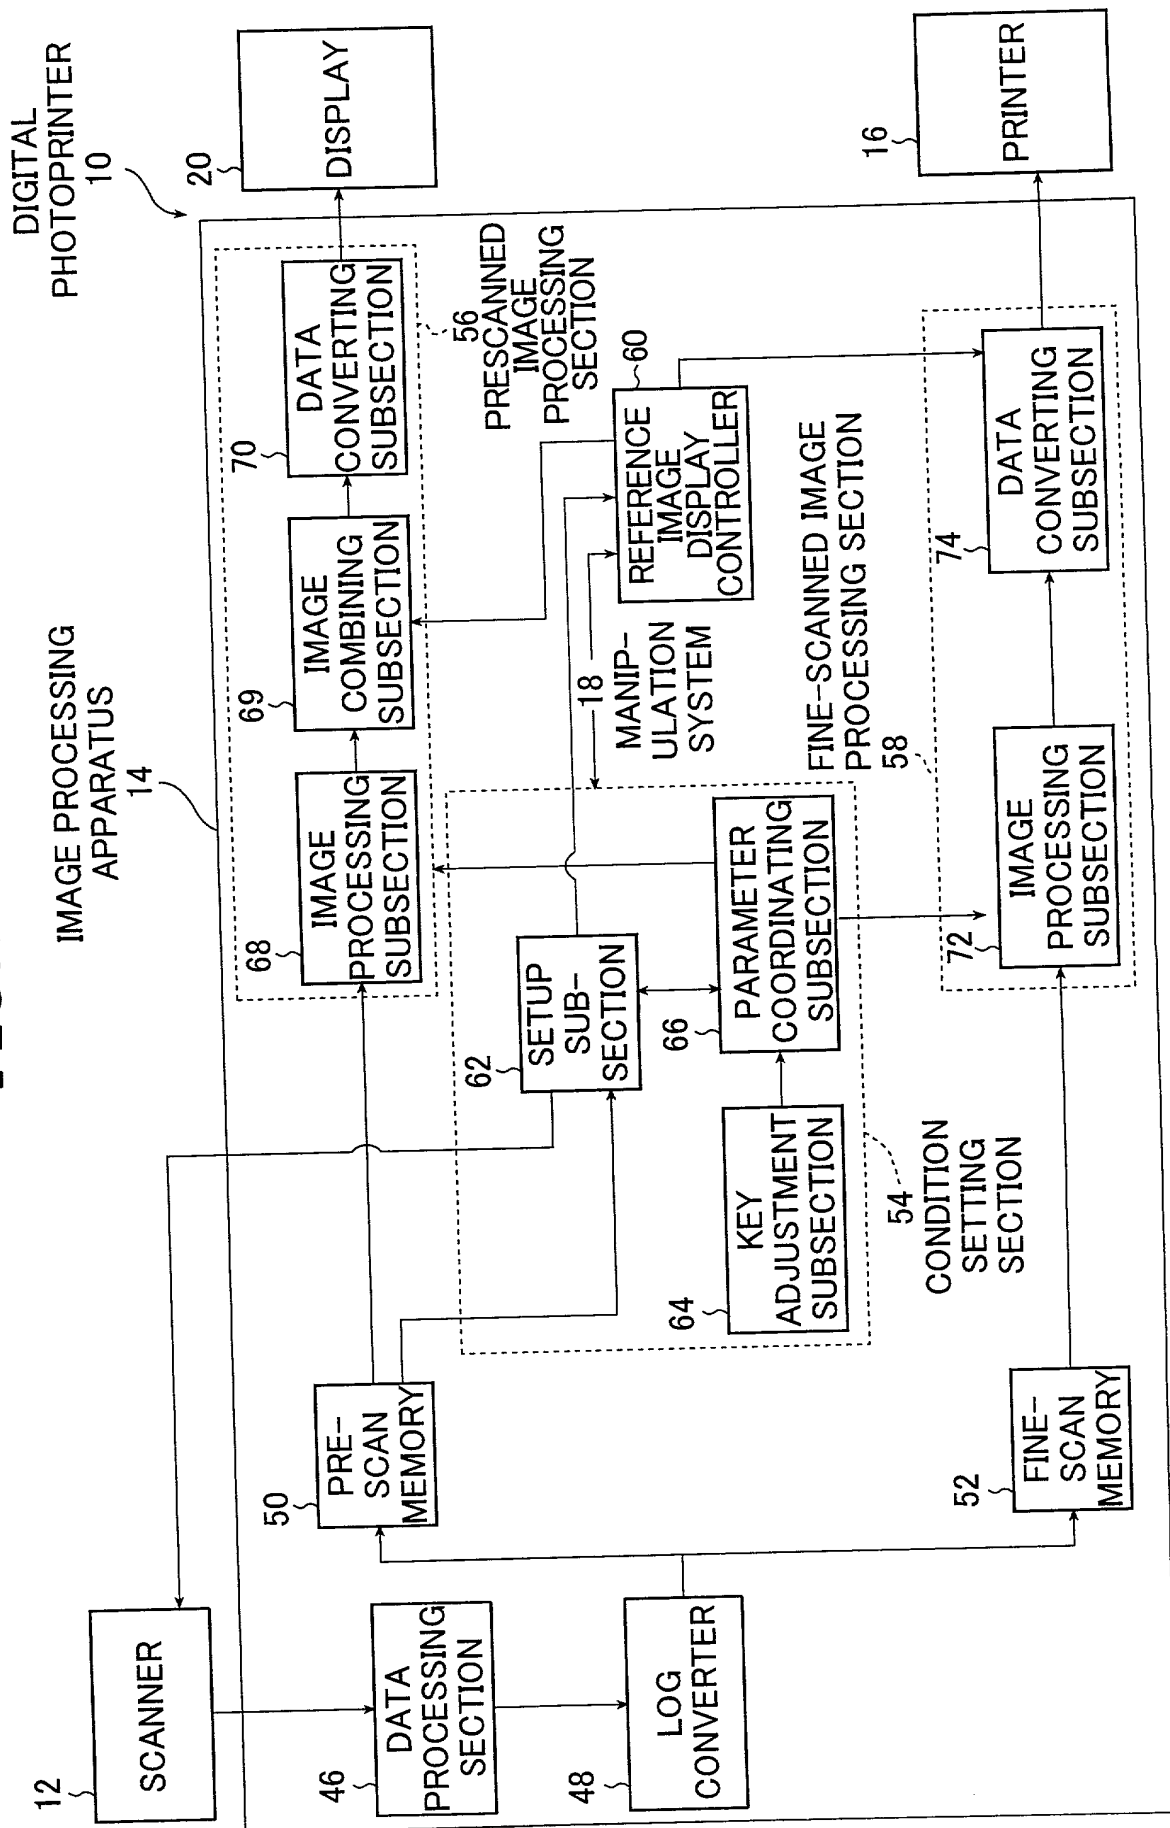 DIGITAL
PHOTOPRINTER
10
IMAGE PROCESSING
APPARATUS
14
12
SCANNER
46
DATA
PROCESSING
SECTION
48
LOG
CONVERTER
50
PRE-
SCAN
MEMORY
52
FINE-
SCAN
MEMORY
68
IMAGE
PROCESSING
SUBSECTION
69
IMAGE
COMBINING
SUBSECTION
70
DATA
CONVERTING
SUBSECTION
20
DISPLAY
56
PRESCANNED
IMAGE
PROCESSING
SECTION
62
SETUP
SUB-
SECTION
64
KEY
ADJUSTMENT
SUBSECTION
66
PARAMETER
COORDINATING
SUBSECTION
54
CONDITION
SETTING
SECTION
18
MANIP-
ULATION
SYSTEM
60
REFERENCE
IMAGE
DISPLAY
CONTROLLER
FINE-SCANNED IMAGE
PROCESSING SECTION
58
72
IMAGE
PROCESSING
SUBSECTION
74
DATA
CONVERTING
SUBSECTION
16
PRINTER